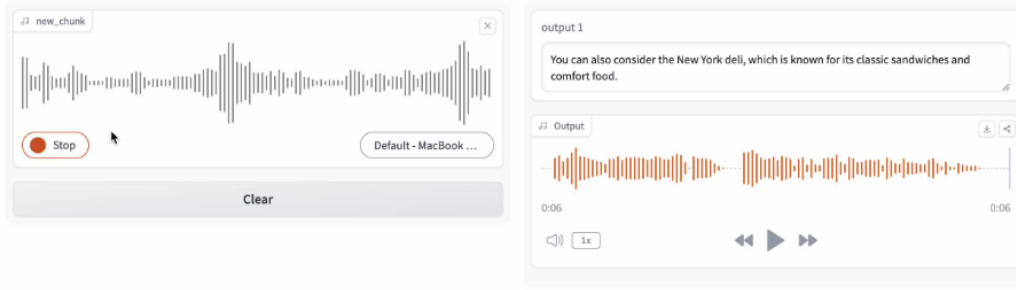 new_chunk
Stop
Default - MacBook ...
Clear
output 1
You can also consider the New York deli, which is known for its classic sandwiches and
comfort food.
Output
0:06
0:06
1x